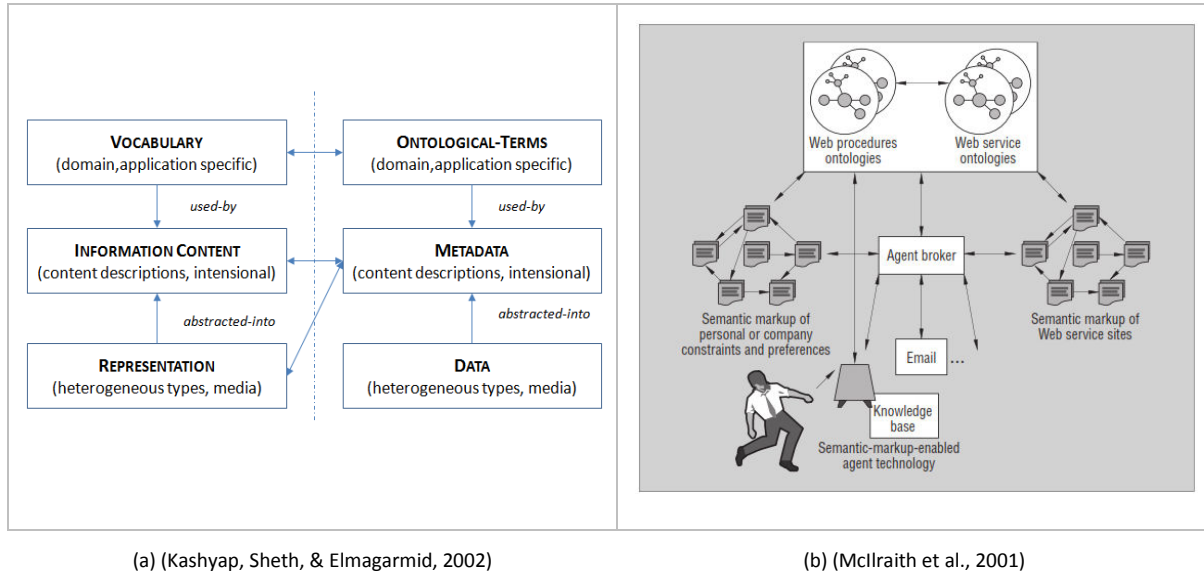 VOCABULARY
(domain,application specific)
ONTOLOGICAL-TERMS
(domain,application specific)
used-by
used-by
INFORMATION CONTENT
(content descriptions, intensional)
METADATA
(content descriptions, intensional)
abstracted-into
abstracted-into
REPRESENTATION
(heterogeneous types, media)
DATA
(heterogeneous types, media)
(a) (Kashyap, Sheth, & Elmagarmid, 2002)
Web procedures
ontologies
Web service
ontologies
Agent broker
Semantic markup of
personal or company
constraints and preferences
Semantic markup of
Web service sites
Email
...
Knowledge
base
Semantic-markup-enabled
agent technology
(b) (McIlraith et al., 2001)